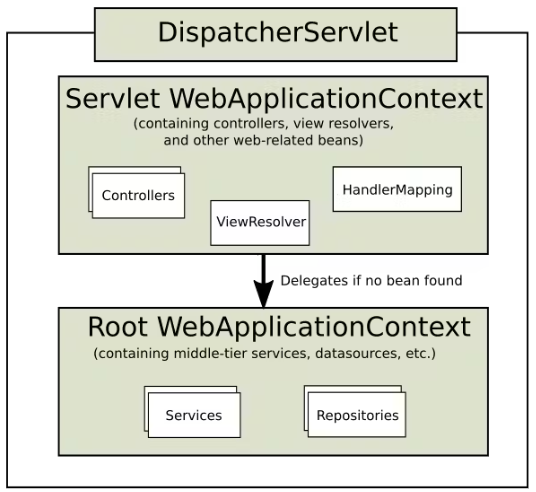 DispatcherServlet
Servlet WebApplicationContext
(containing controllers, view resolvers,
and other web-related beans)
Controllers
HandlerMapping
ViewResolver
Delegates if no bean found
Root WebApplicationContext
(containing middle-tier services, datasources, etc.)
Services
Repositories